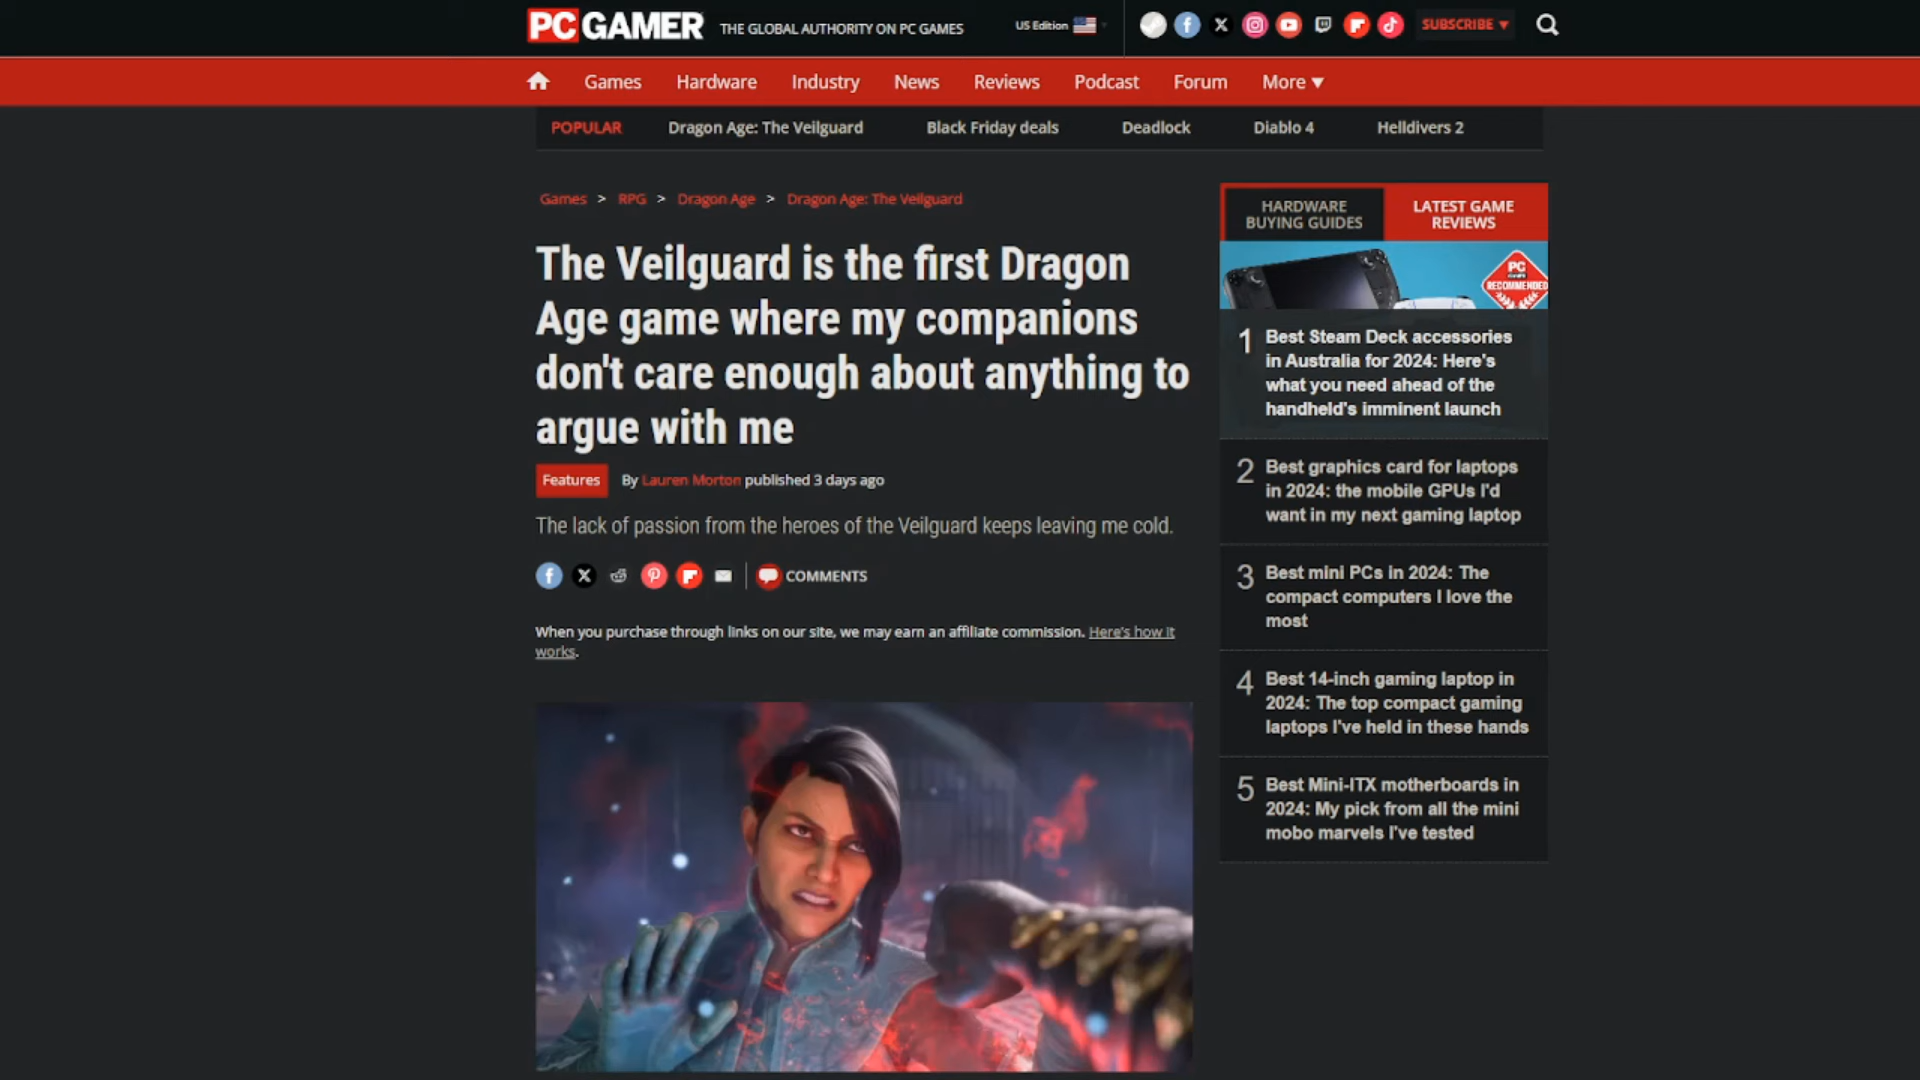 PC GAMER THE GLOBAL AUTHORITY ON PC GAMES US Edition SUBSCRIBE ▼
Games Hardware Industry News Reviews Podcast Forum More ▼
POPULAR Dragon Age: The Veilguard Black Friday deals Deadlock Diablo 4 Helldivers 2
Games > RPG > Dragon Age > Dragon Age: The Veilguard
The Veilguard is the first Dragon
Age game where my companions
don't care enough about anything to
argue with me
Features By Lauren Morton published 3 days ago
The lack of passion from the heroes of the Veilguard keeps leaving me cold.
COMMENTS
When you purchase through links on our site, we may earn an affiliate commission. Here's how it
works.
HARDWARE
BUYING GUIDES
LATEST GAME
REVIEWS
PC
RECOMMENDED
1 Best Steam Deck accessories
in Australia for 2024: Here's
what you need ahead of the
handheld's imminent launch
2 Best graphics card for laptops
in 2024: the mobile GPUs I'd
want in my next gaming laptop
3 Best mini PCs in 2024: The
compact computers I love the
most
4 Best 14-inch gaming laptop in
2024: The top compact gaming
laptops I've held in these hands
5 Best Mini-ITX motherboards in
2024: My pick from all the mini
mobo marvels I've tested